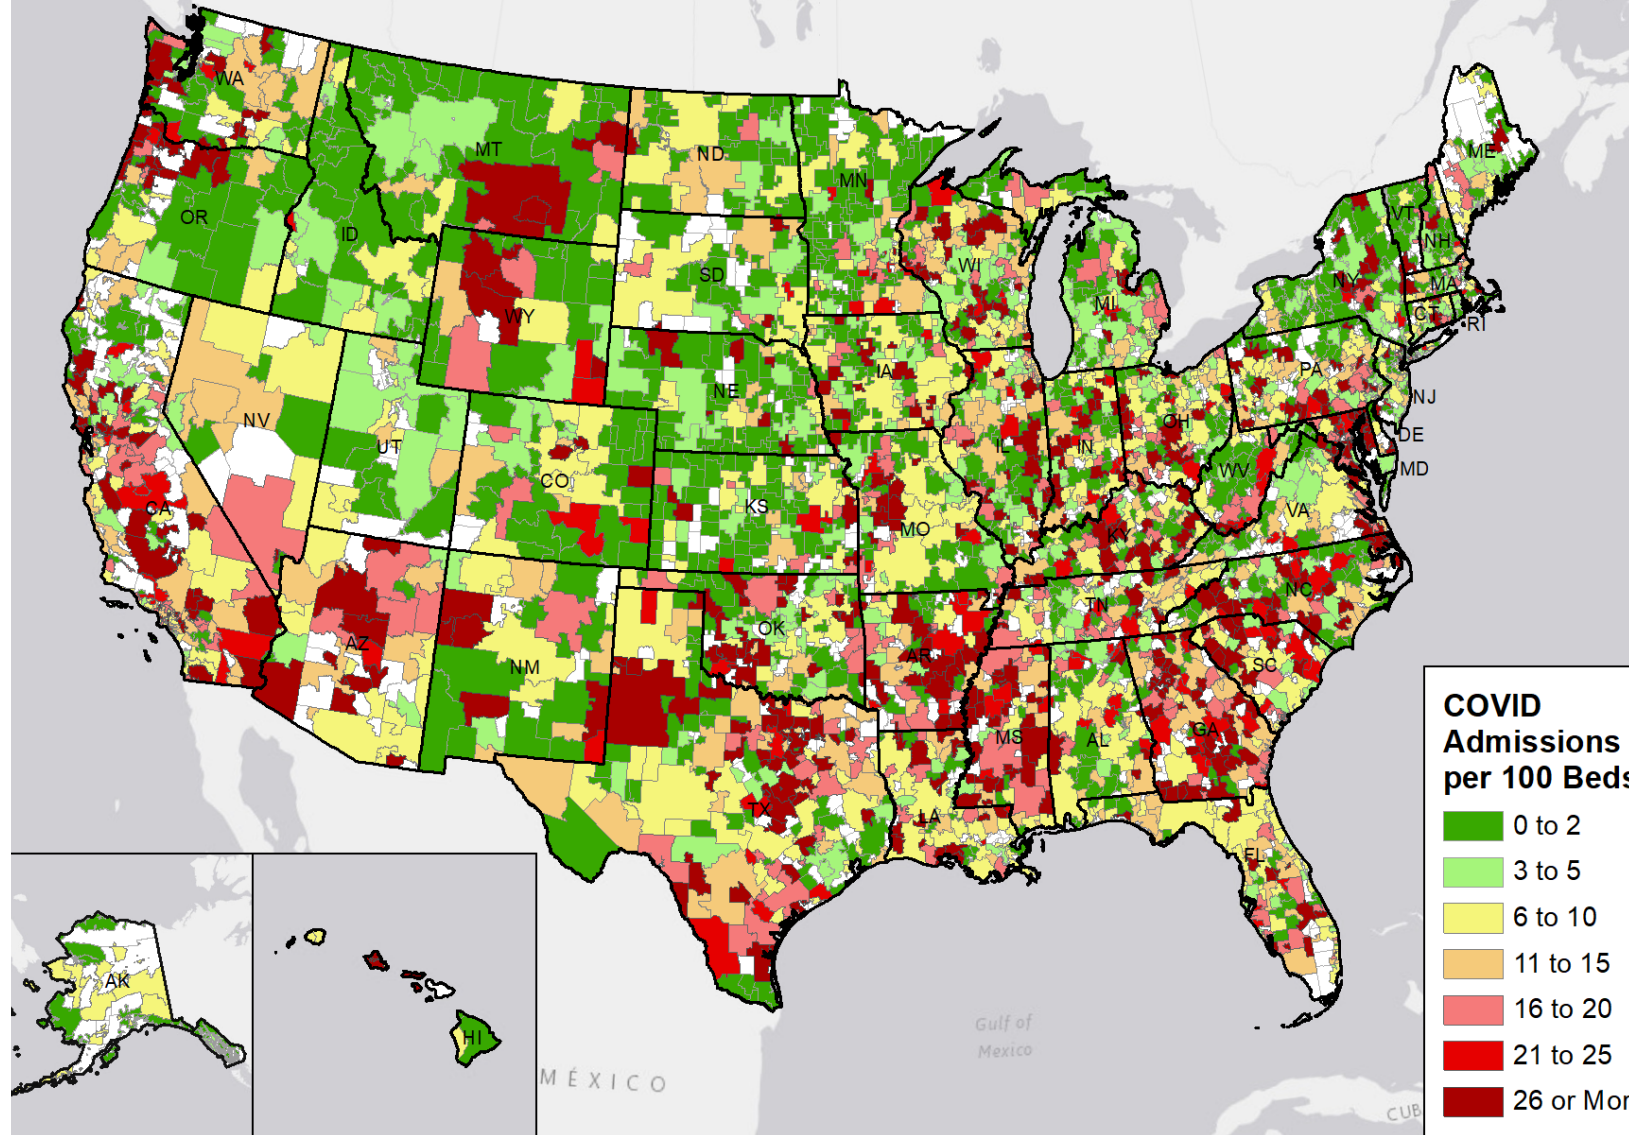 WA
MT
ND
MN
ME
OR
ID
SD
WI
VT
NH
NY
MA
MI
CT
RI
WY
NE
IA
PA
NJ
NV
UT
CO
KS
MO
IL
IN
OH
WV
DE
MD
VA
CA
KY
AZ
NM
OK
AR
TN
NC
SC
TX
LA
MS
AL
GA
FL
AK
HI
Gulf of
Mexico
MÉXICO
CUB
COVID
Admissions
per 100 Beds
0 to 2
3 to 5
6 to 10
11 to 15
16 to 20
21 to 25
26 or Mor